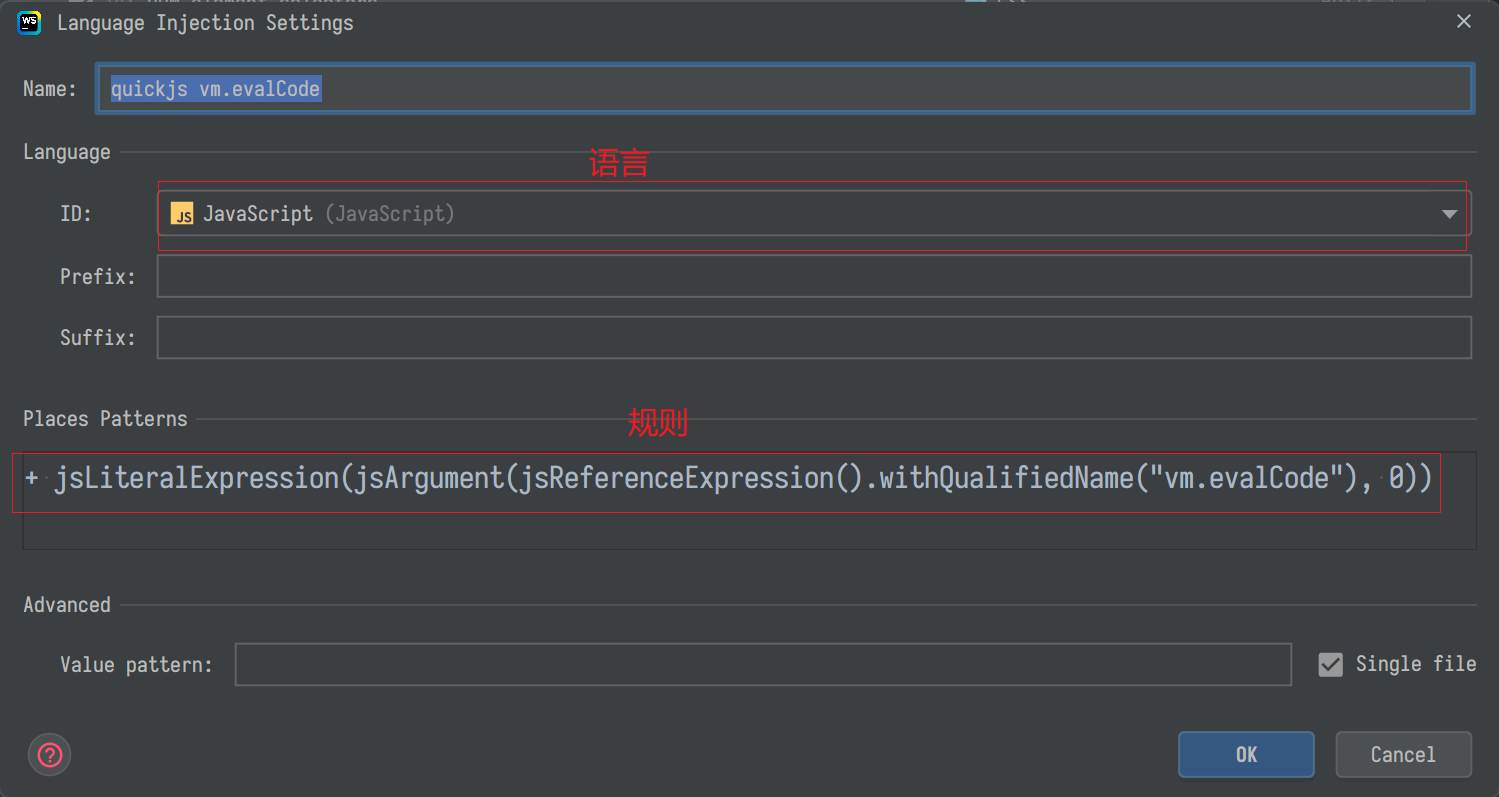 Language Injection Settings
Name: quickjs vm.evalCode
Language
语言
ID: JS JavaScript (JavaScript)
Prefix:
Suffix:
Places Patterns
规则
+ jsLiteralExpression(jsArgument(jsReferenceExpression().withQualifiedName("vm.evalCode"), 0))
Advanced
Value pattern: Single file
OK Cancel